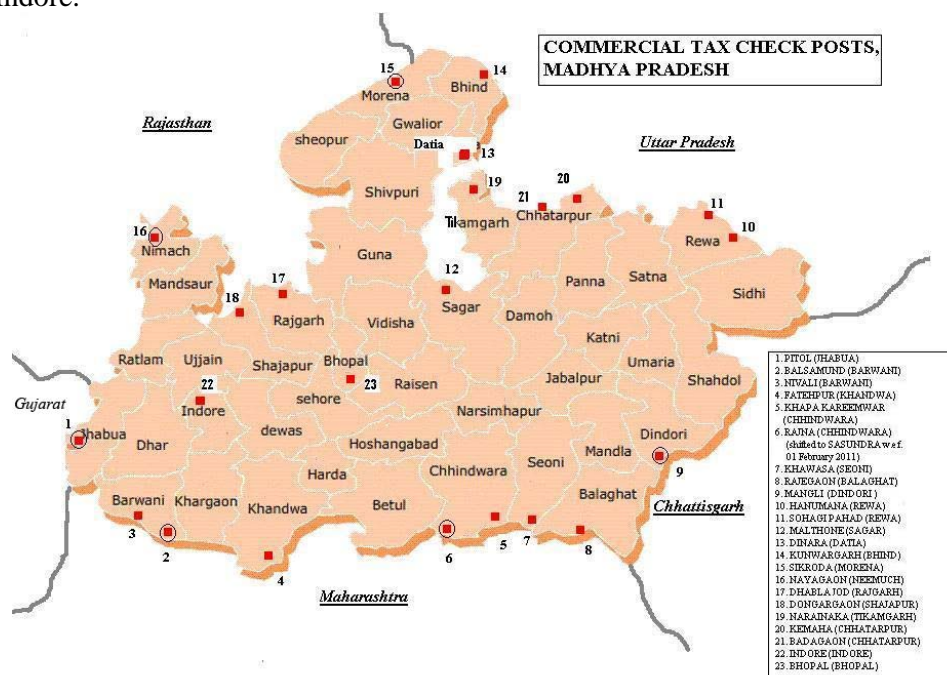 Indore.
COMMERCIAL TAX CHECK POSTS,
MADHYA PRADESH
15
14
Morena
Bhind
Rajasthan
Gwalior
sheopur
Datia
13
Uttar Pradesh
Shivpuri
19
21
20
Tikamgarh
Chhatarpur
11
10
Rewa
16
Nimach
Guna
Mandsaur
12
Sagar
Panna
Satna
Sidhi
17
18
Rajgarh
Vidisha
Damoh
Katni
Ratlam
Ujjain
Shajapur
Bhopal
23
Raisen
Jabalpur
Umaria
Shahdol
22
Indore
sehore
Narsimhapur
Gujarat
1
Jhabua
Dhar
dewas
Hoshangabad
Dindori
9
Chhindwara
Seoni
Mandla
Harda
Barwani
Khargaon
Khandwa
Betul
Balaghat
Chhattisgarh
3
2
4
6
5
7
8
Maharashtra
1. PITOL (JHABUA)
2. BALSAMUND (BARWANI)
3. NIVALI (BARWANI)
4. FATEHPUR (KHANDWA)
5. KHAPA KAREEMWAR
(CHHINDWARA)
6. RAJNA (CHHINDWARA)
(shifted to SASUNDRA w.e.f.
01 February 2011)
7. KHAWASA (SEONI)
8. RAJEGAON (BALAGHAT)
9. MANGLI (DINDORI)
10. HANUMANA (REWA)
11. SOHAGI PAHAD (REWA)
12. MALTHONE (SAGAR)
13. DINARA (DATIA)
14. KUNWARGARH (BHIND)
15. SIKRODA (MORENA)
16. NAYAGAON (NEEMUCH)
17. DHABLA JOD (RAJGARH)
18. DONGARGAON (SHAJAPUR)
19. NARAINAKA (TIKAMGARH)
20. KEMAHA (CHHATARPUR)
21. BADAGAON (CHHATARPUR)
22. INDORE (INDORE)
23. BHOPAL (BHOPAL)